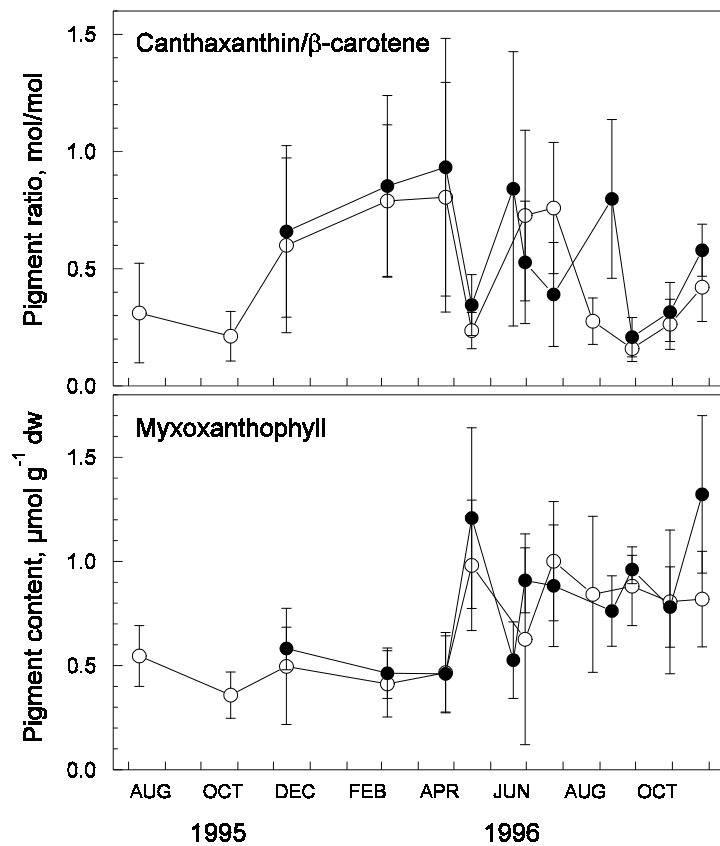 Canthaxanthin/β-carotene
Pigment ratio, mol/mol
1.5
1.0
0.5
0.0
Myxoxanthophyll
Pigment content, µmol g⁻¹ dw
1.5
1.0
0.5
0.0
AUG OCT DEC FEB APR JUN AUG OCT
1995 1996